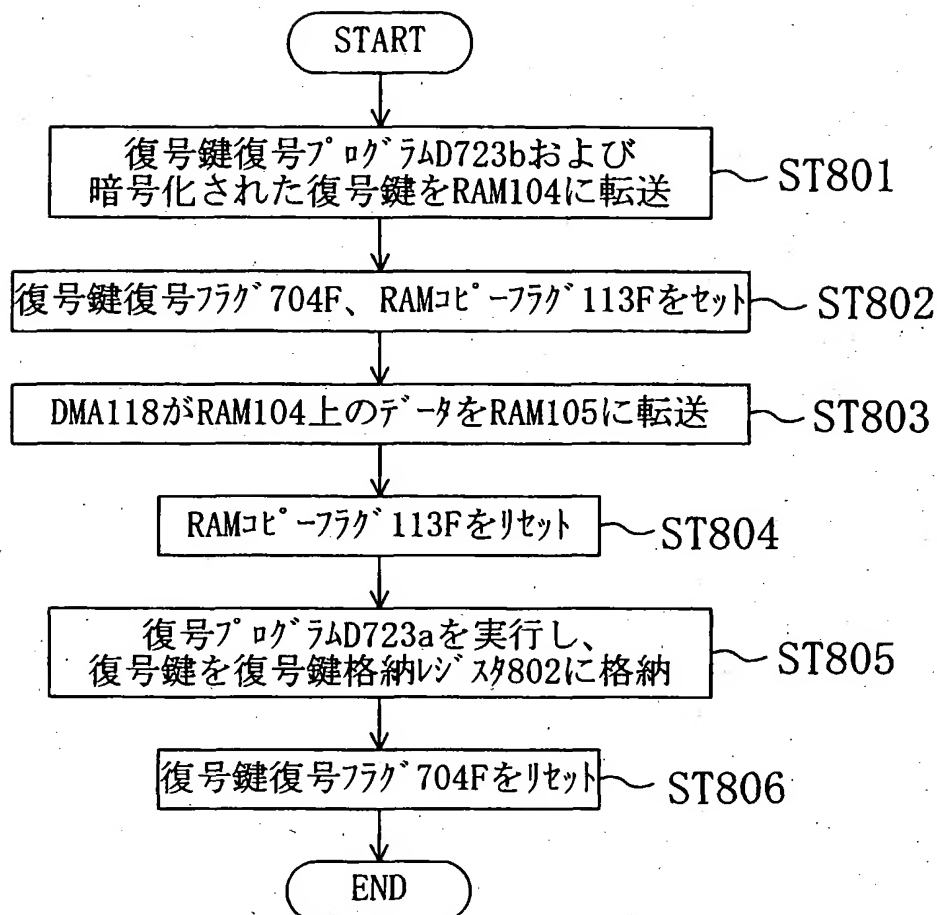 START
復号鍵復号プログラムD723bおよび
暗号化された復号鍵をRAM104に転送
ST801
復号鍵復号フラグ704F、RAMコピーフラグ113Fをセット
ST802
DMA118がRAM104上のデータをRAM105に転送
ST803
RAMコピーフラグ113Fをリセット
ST804
復号プログラムD723aを実行し、
復号鍵を復号鍵格納レジスタ802に格納
ST805
復号鍵復号フラグ704Fをリセット
ST806
END